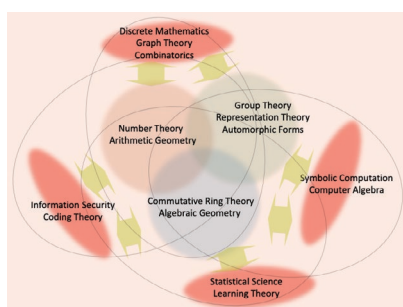 Discrete Mathematics
Graph Theory
Combinatorics
Group Theory
Representation Theory
Automorphic Forms
Number Theory
Arithmetic Geometry
Symbolic Computation
Computer Algebra
Commutative Ring Theory
Algebraic Geometry
Information Security
Coding Theory
Statistical Science
Learning Theory